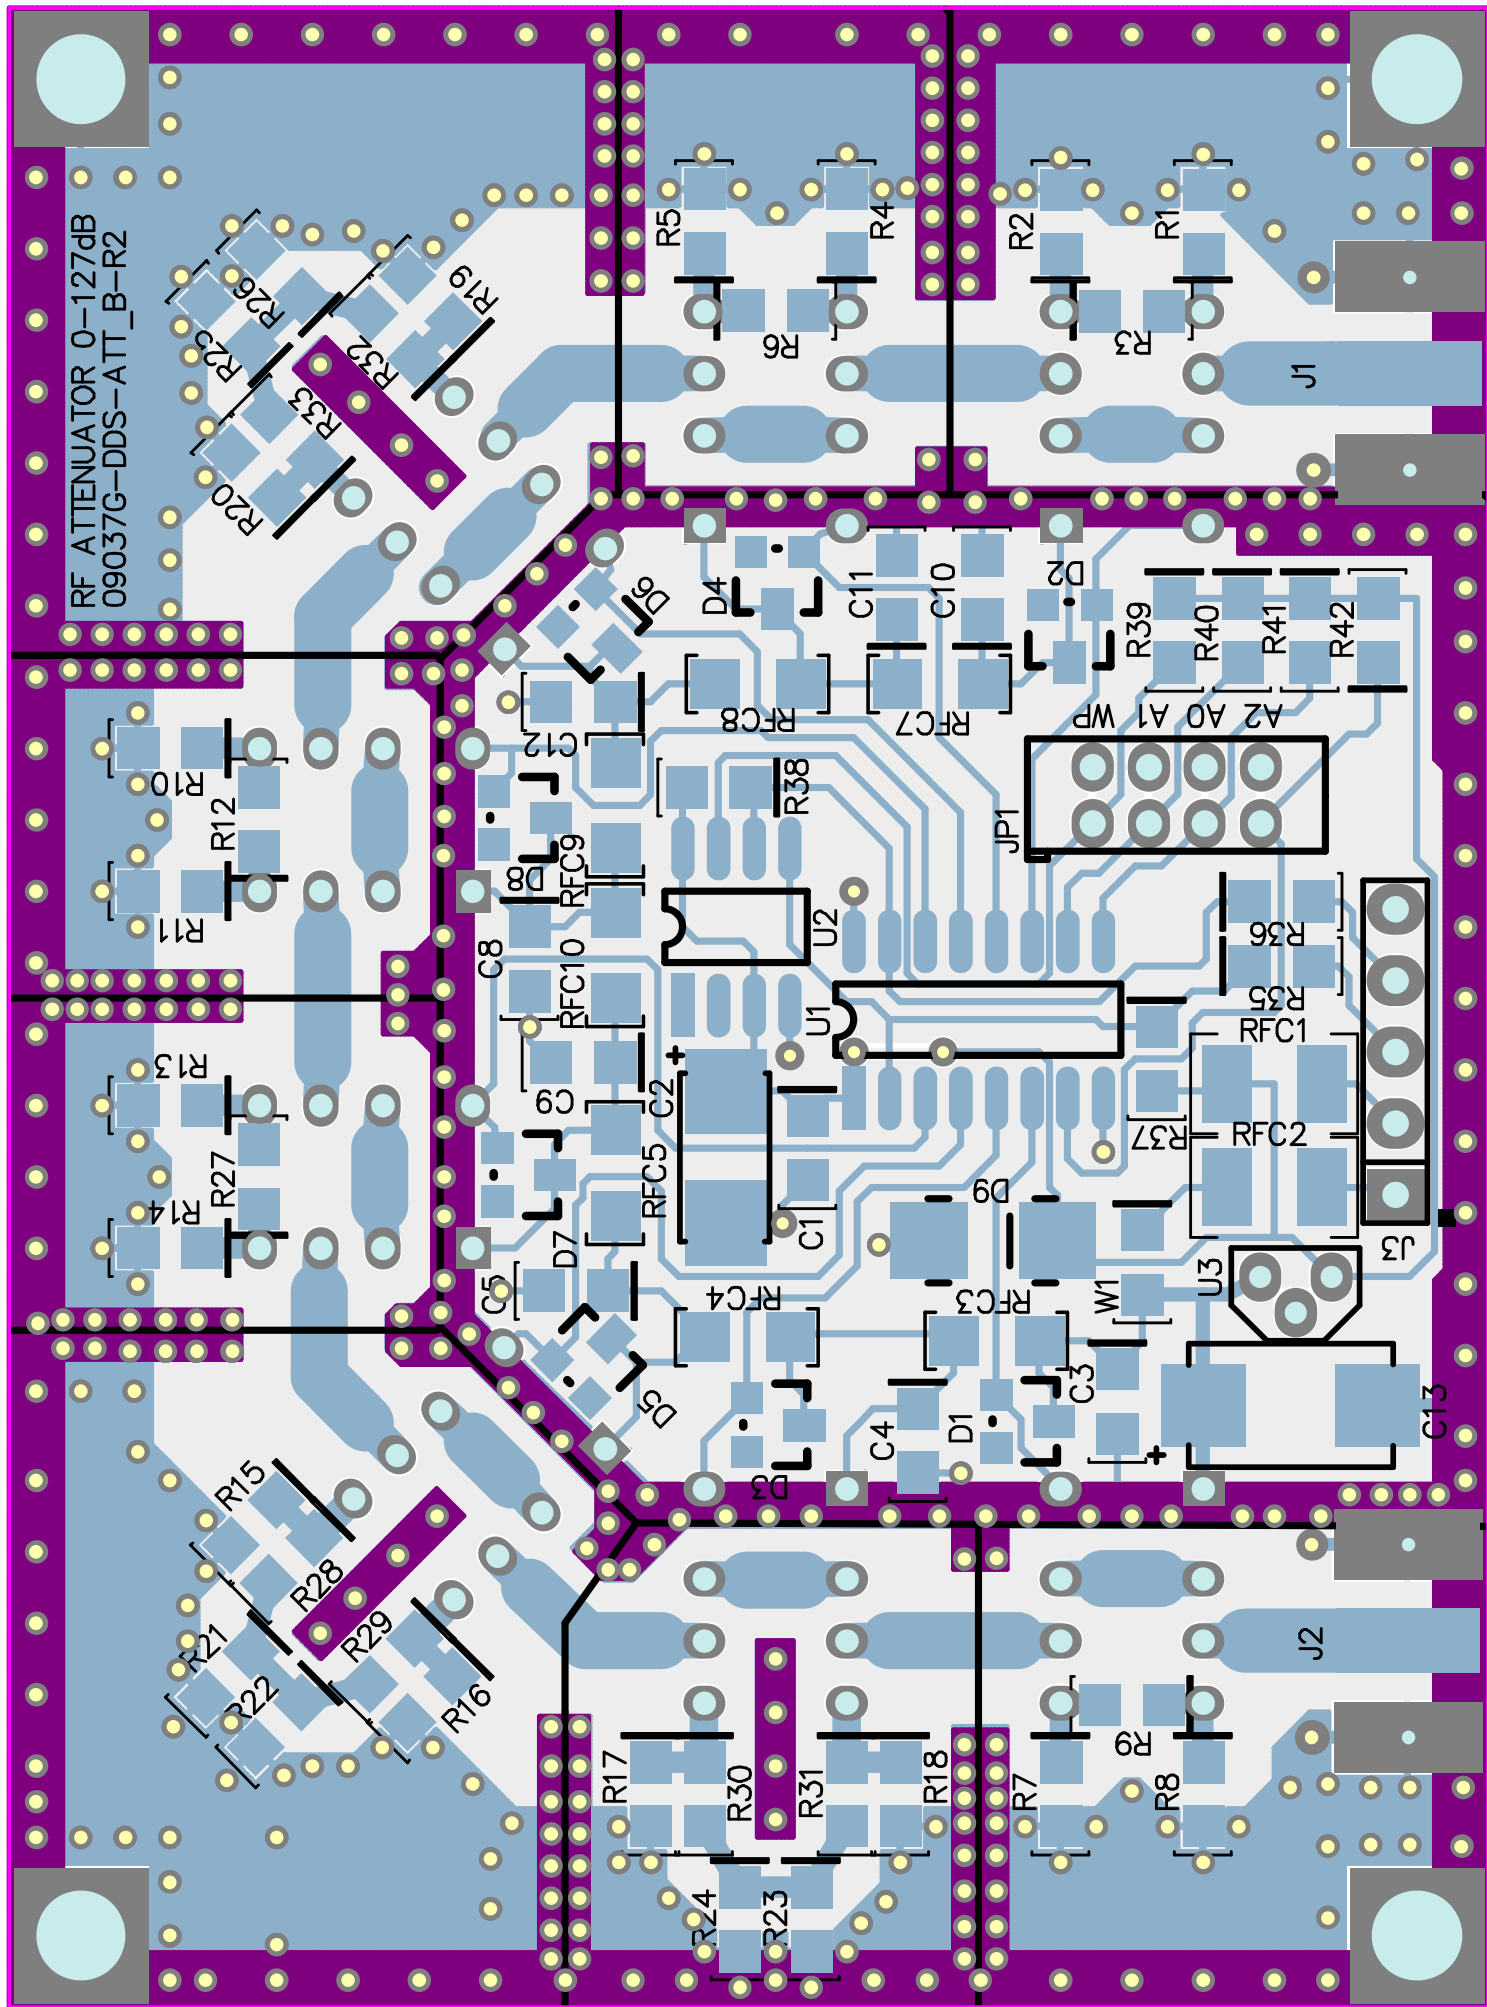 RF ATTENUATOR 0-127dB
09037G-DDS-ATT_B-R2
R5
R4
R2
R1
R26
R19
R25
R32
R6
R3
J1
R33
R20
D6
D4
C11
C10
D2
R39
R40
R41
R42
RFC8
RFC7
WP
A1
A0
A2
C12
R10
R12
R38
JP1
D8
RFC9
R11
C8
U2
R36
RFC10
R35
U1
RFC1
R13
C9
C2
+
R37
RFC2
R27
RFC5
D9
R14
D7
C1
J3
C5
RFC4
RFC3
W1
U3
D5
C3
C13
C4
D1
+
R15
D3
R28
R29
R21
R22
R16
J2
R9
R17
R30
R31
R18
R7
R8
R24
R23